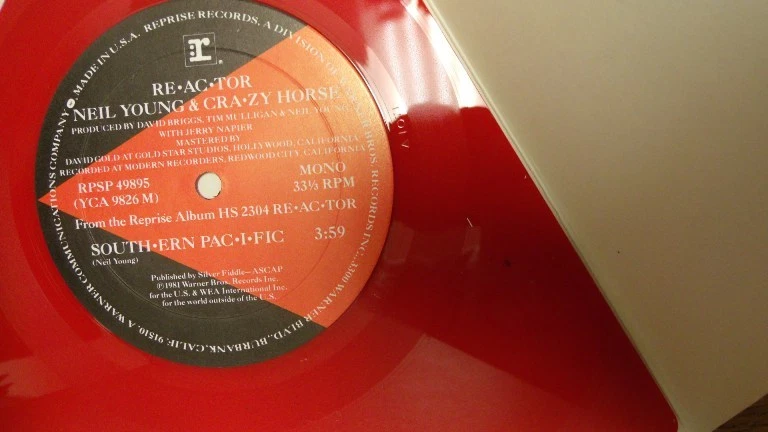 MADE IN U.S.A. REPRISE RECORDS, A DIVISION OF WARNER BROS. RECORDS INC., 3300 WARNER BLVD., BURBANK, CALIF. 91510. A WARNER COMMUNICATIONS COMPANY
r
RE•AC•TOR
NEIL YOUNG & CRA•ZY HORSE
PRODUCED BY DAVID BRIGGS, TIM MULLIGAN & NEIL YOUNG
WITH JERRY NAPIER
MASTERED BY
DAVID GOLD AT GOLD STAR STUDIOS, HOLLYWOOD, CALIFORNIA
RECORDED AT MODERN RECORDERS, REDWOOD CITY, CALIFORNIA
RPSP 49895
(YCA 9826 M)
MONO
33⅓ RPM
From the Reprise Album HS 2304 RE•AC•TOR
SOUTH•ERN PAC•I•FIC 3:59
(Neil Young)
Published by Silver Fiddle—ASCAP
℗1981 Warner Bros. Records Inc.
for the U.S. & WEA International Inc.
for the world outside of the U.S.